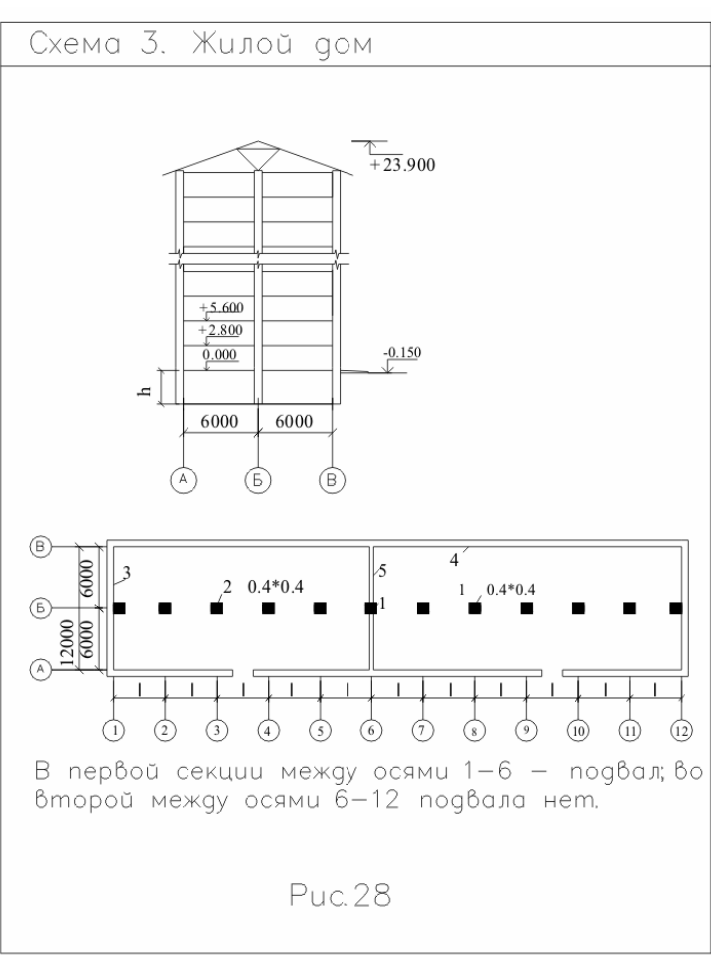 Схема 3. Жилой дом
+23.900
+5.600
+2.800
0.000
-0.150
h
6000 6000
А Б В
В
Б
А
6000
6000
12000
3
2 0.4*0.4
5
1
4
1 0.4*0.4
l l l l l l l l l l l
1 2 3 4 5 6 7 8 9 10 11 12
В первой секции между осями 1-6 - подвал; во
второй между осями 6-12 подвала нет.
Рис.28